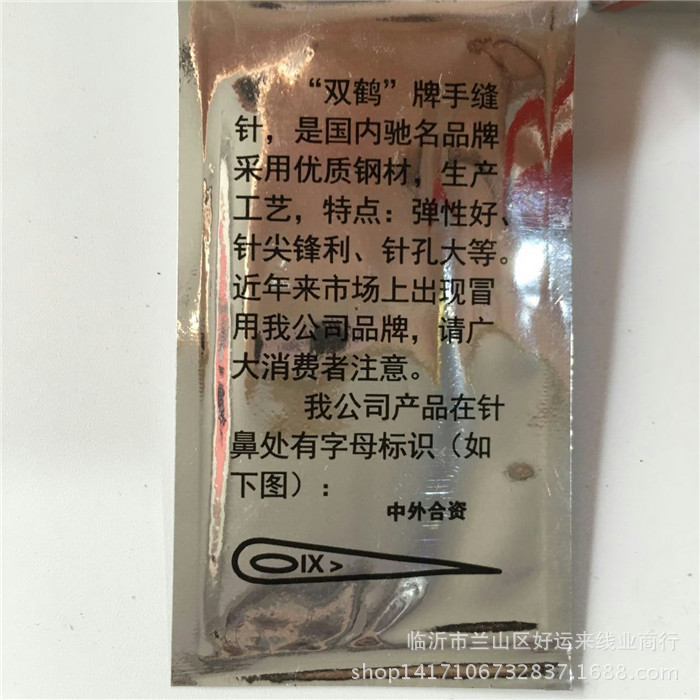 “双鹤”牌手缝
针，是国内驰名品牌
采用优质钢材，生产
工艺，特点：弹性好、
针尖锋利、针孔大等。
近年来市场上出现冒
用我公司品牌，请广
大消费者注意。
我公司产品在针
鼻处有字母标识（如
下图）：
中外合资
IX >
临沂市兰山区好运来线业商行
shop1417106732837.1688.com